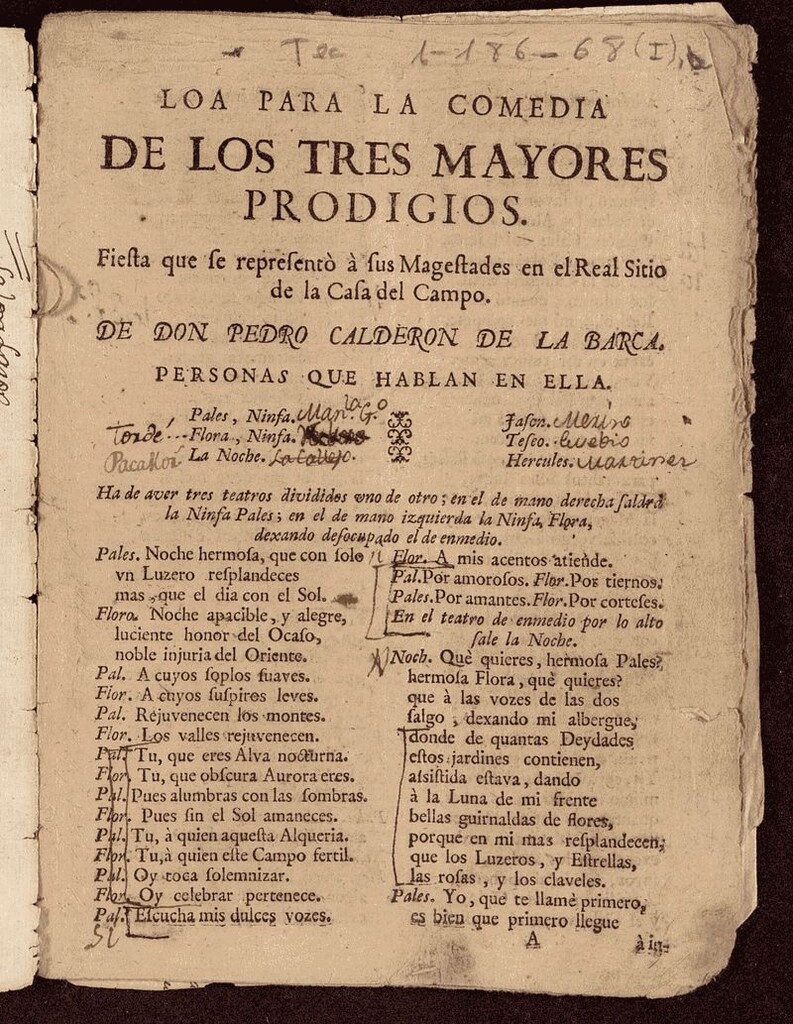 Tea 1-186-68(I), b
LOA PARA LA COMEDIA
DE LOS TRES MAYORES
PRODIGIOS.
Fiesta que ſe repreſentò à ſus Mageſtades en el Real Sitio
de la Caſa del Campo.
DE DON PEDRO CALDERON DE LA BARCA.
PERSONAS QUE HABLAN EN ELLA.
Pales, Ninfa.
Flora, Ninfa.
La Noche.
Jaſon. Merino
Teſeo. Eusebio
Hercules. Martinez
Ha de aver tres teatros divididos vno de otro; en el de mano derecha ſaldrà
la Ninfa Pales; en el de mano izquierda la Ninfa, Flora,
dexando deſocupado el de enmedio.
Pales. Noche hermoſa, que con ſolo
vn Luzero reſplandeces
mas, que el dia con el Sol.
Flora. Noche apacible, y alegre,
luciente honor del Ocaſo,
noble injuria del Oriente.
Pal. A cuyos ſoplos ſuaves.
Flor. A cuyos ſuſpires leves.
Pal. Rejuvenecen los montes.
Flor. Los valles rejuvenecen.
Pal. Tu, que eres Alva nocturna.
Flor. Tu, que obſcura Aurora eres.
Pal. Pues alumbras con las ſombras.
Flor. Pues ſin el Sol amaneces.
Pal. Tu, à quien aqueſta Alqueria.
Flor. Tu, à quien eſte Campo fertil.
Pal. Oy toca ſolemnizar.
Flor. Oy celebrar pertenece.
Pal. Eſcucha mis dulces vozes.
Flor. A mis acentos atiende.
Pal. Por amoroſos. Flor. Por tiernos.
Pales. Por amantes. Flor. Por corteſes.
En el teatro de enmedio por lo alto
ſale la Noche.
Noch. Què quieres, hermoſa Pales?
hermoſa Flora, què quieres?
que à las vozes de las dos
ſalgo, dexando mi albergue,
donde de quantas Deydades
eſtos jardines contienen,
aſsiſtida eſtava, dando
à la Luna de mi frente
bellas guirnaldas de flores,
porque en mi mas reſplandecen,
que los Luzeros, y Eſtrellas,
las roſas, y los claveles.
Pales. Yo, que te llamè primero,
es bien que primero llegue
A
à in-